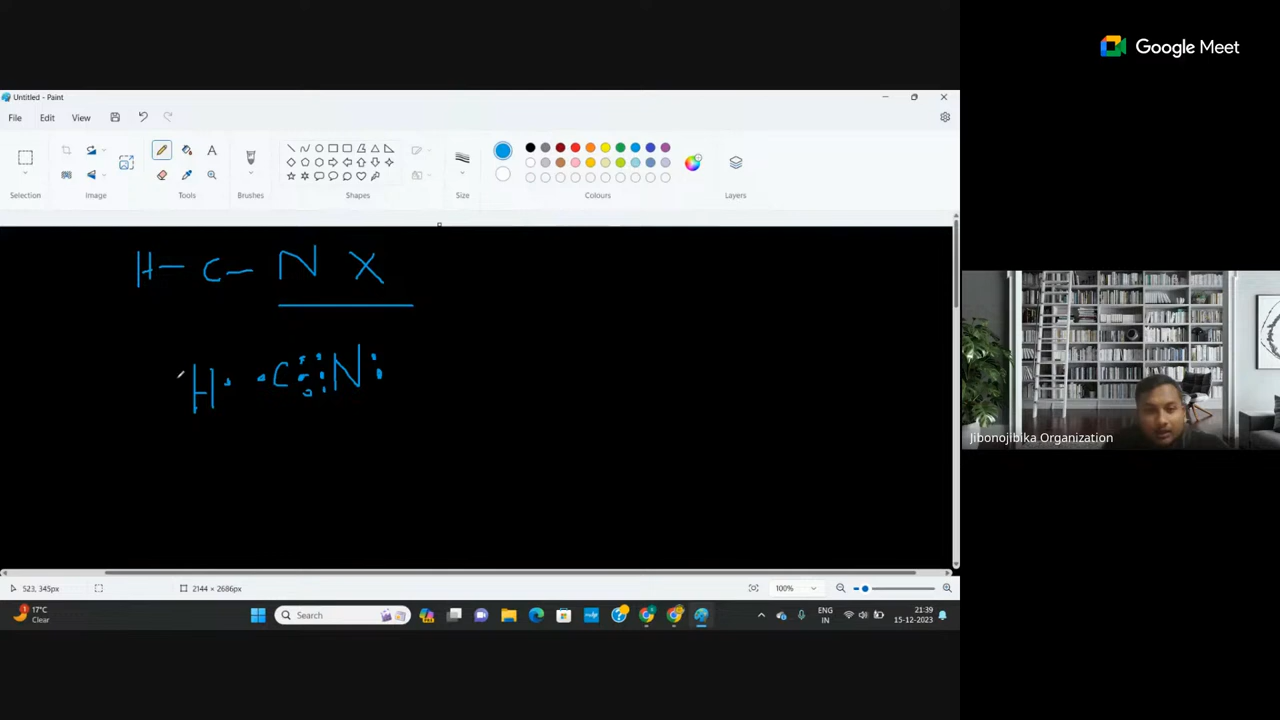 Google Meet
Untitled - Paint
File Edit View
Selection Image Tools Brushes Shapes Size Colours Layers
H - C - N X
H · · C ⋮⋮ N :
Jibonojibika Organization
523, 345px 2144 × 2686px 100%
17°C
Clear
Search
ENG
IN
21:39
15-12-2023